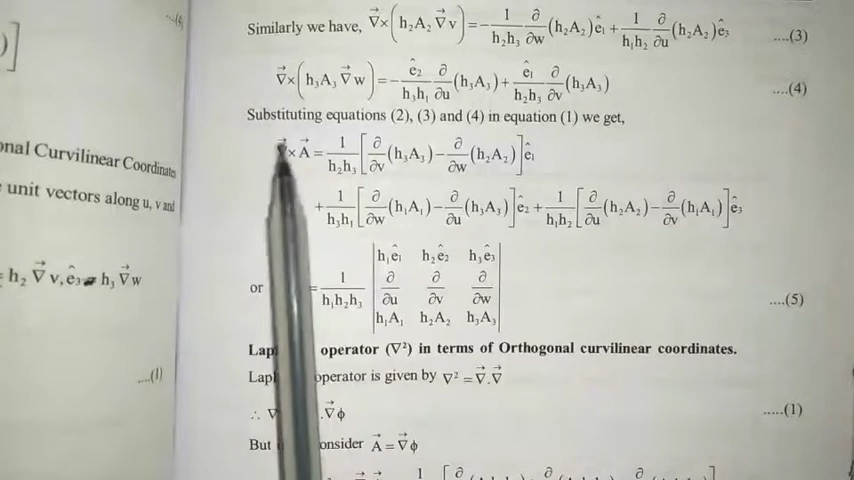 )]
onal Curvilinear Coordinates
unit vectors along u, v and
= h₂ ∇⃗ v, ê₃ = h₃ ∇⃗ w
....(1)
Similarly we have, ∇⃗ × (h₂A₂ ∇⃗ v) = − 1/(h₂h₃) ∂/∂w (h₂A₂) ê₁ + 1/(h₁h₂) ∂/∂u (h₂A₂) ê₃ ....(3)
∇⃗ × (h₃A₃ ∇⃗ w) = − ê₂/(h₃h₁) ∂/∂u (h₃A₃) + ê₁/(h₂h₃) ∂/∂v (h₃A₃) ....(4)
Substituting equations (2), (3) and (4) in equation (1) we get,
× A⃗ = 1/(h₂h₃) [∂/∂v (h₃A₃) − ∂/∂w (h₂A₂)] ê₁
+ 1/(h₃h₁) [∂/∂w (h₁A₁) − ∂/∂u (h₃A₃)] ê₂ + 1/(h₁h₂) [∂/∂u (h₂A₂) − ∂/∂v (h₁A₁)] ê₃
or = 1/(h₁h₂h₃) | h₁ê₁ h₂ê₂ h₃ê₃ |
| ∂/∂u ∂/∂v ∂/∂w | ....(5)
| h₁A₁ h₂A₂ h₃A₃ |
Lap operator (∇²) in terms of Orthogonal curvilinear coordinates.
Lapl operator is given by ∇² = ∇⃗.∇⃗
∴ ∇ .∇⃗ϕ .....(1)
But onsider A⃗ = ∇⃗ϕ